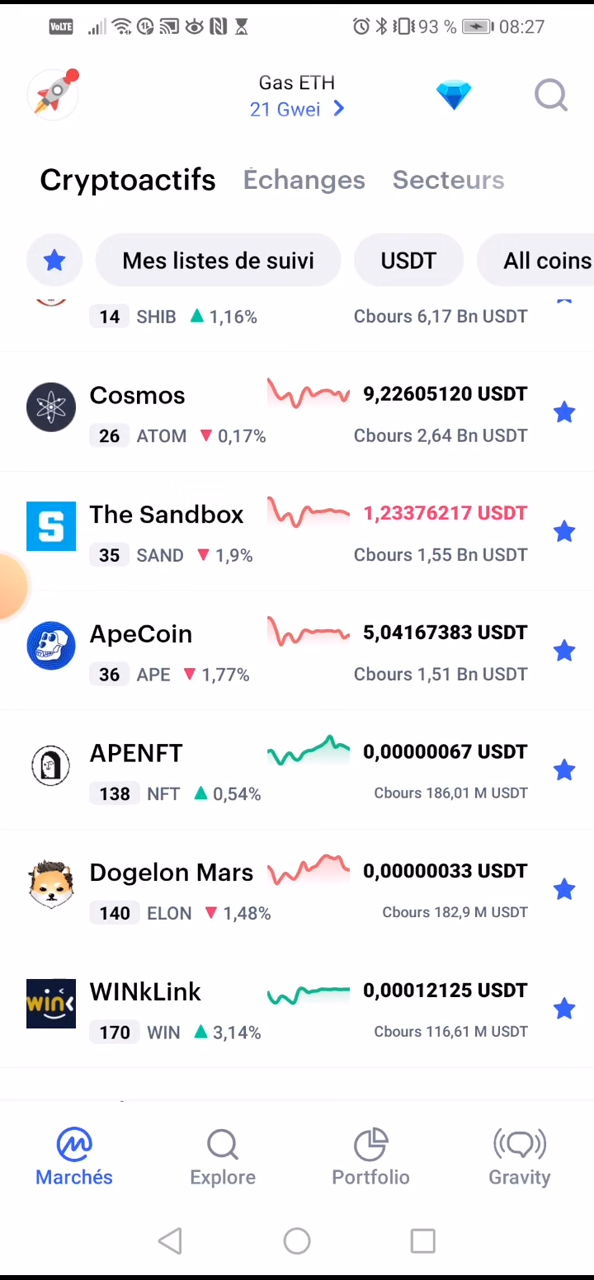 VoLTE 93 % 08:27
Gas ETH
21 Gwei
Cryptoactifs Échanges Secteurs
Mes listes de suivi USDT All coins
14 SHIB 1,16% Cbours 6,17 Bn USDT
Cosmos 9,22605120 USDT
26 ATOM 0,17% Cbours 2,64 Bn USDT
S
The Sandbox 1,23376217 USDT
35 SAND 1,9% Cbours 1,55 Bn USDT
ApeCoin 5,04167383 USDT
36 APE 1,77% Cbours 1,51 Bn USDT
APENFT 0,00000067 USDT
138 NFT 0,54% Cbours 186,01 M USDT
Dogelon Mars 0,00000033 USDT
140 ELON 1,48% Cbours 182,9 M USDT
win
WINkLink 0,00012125 USDT
170 WIN 3,14% Cbours 116,61 M USDT
Marchés Explore Portfolio Gravity